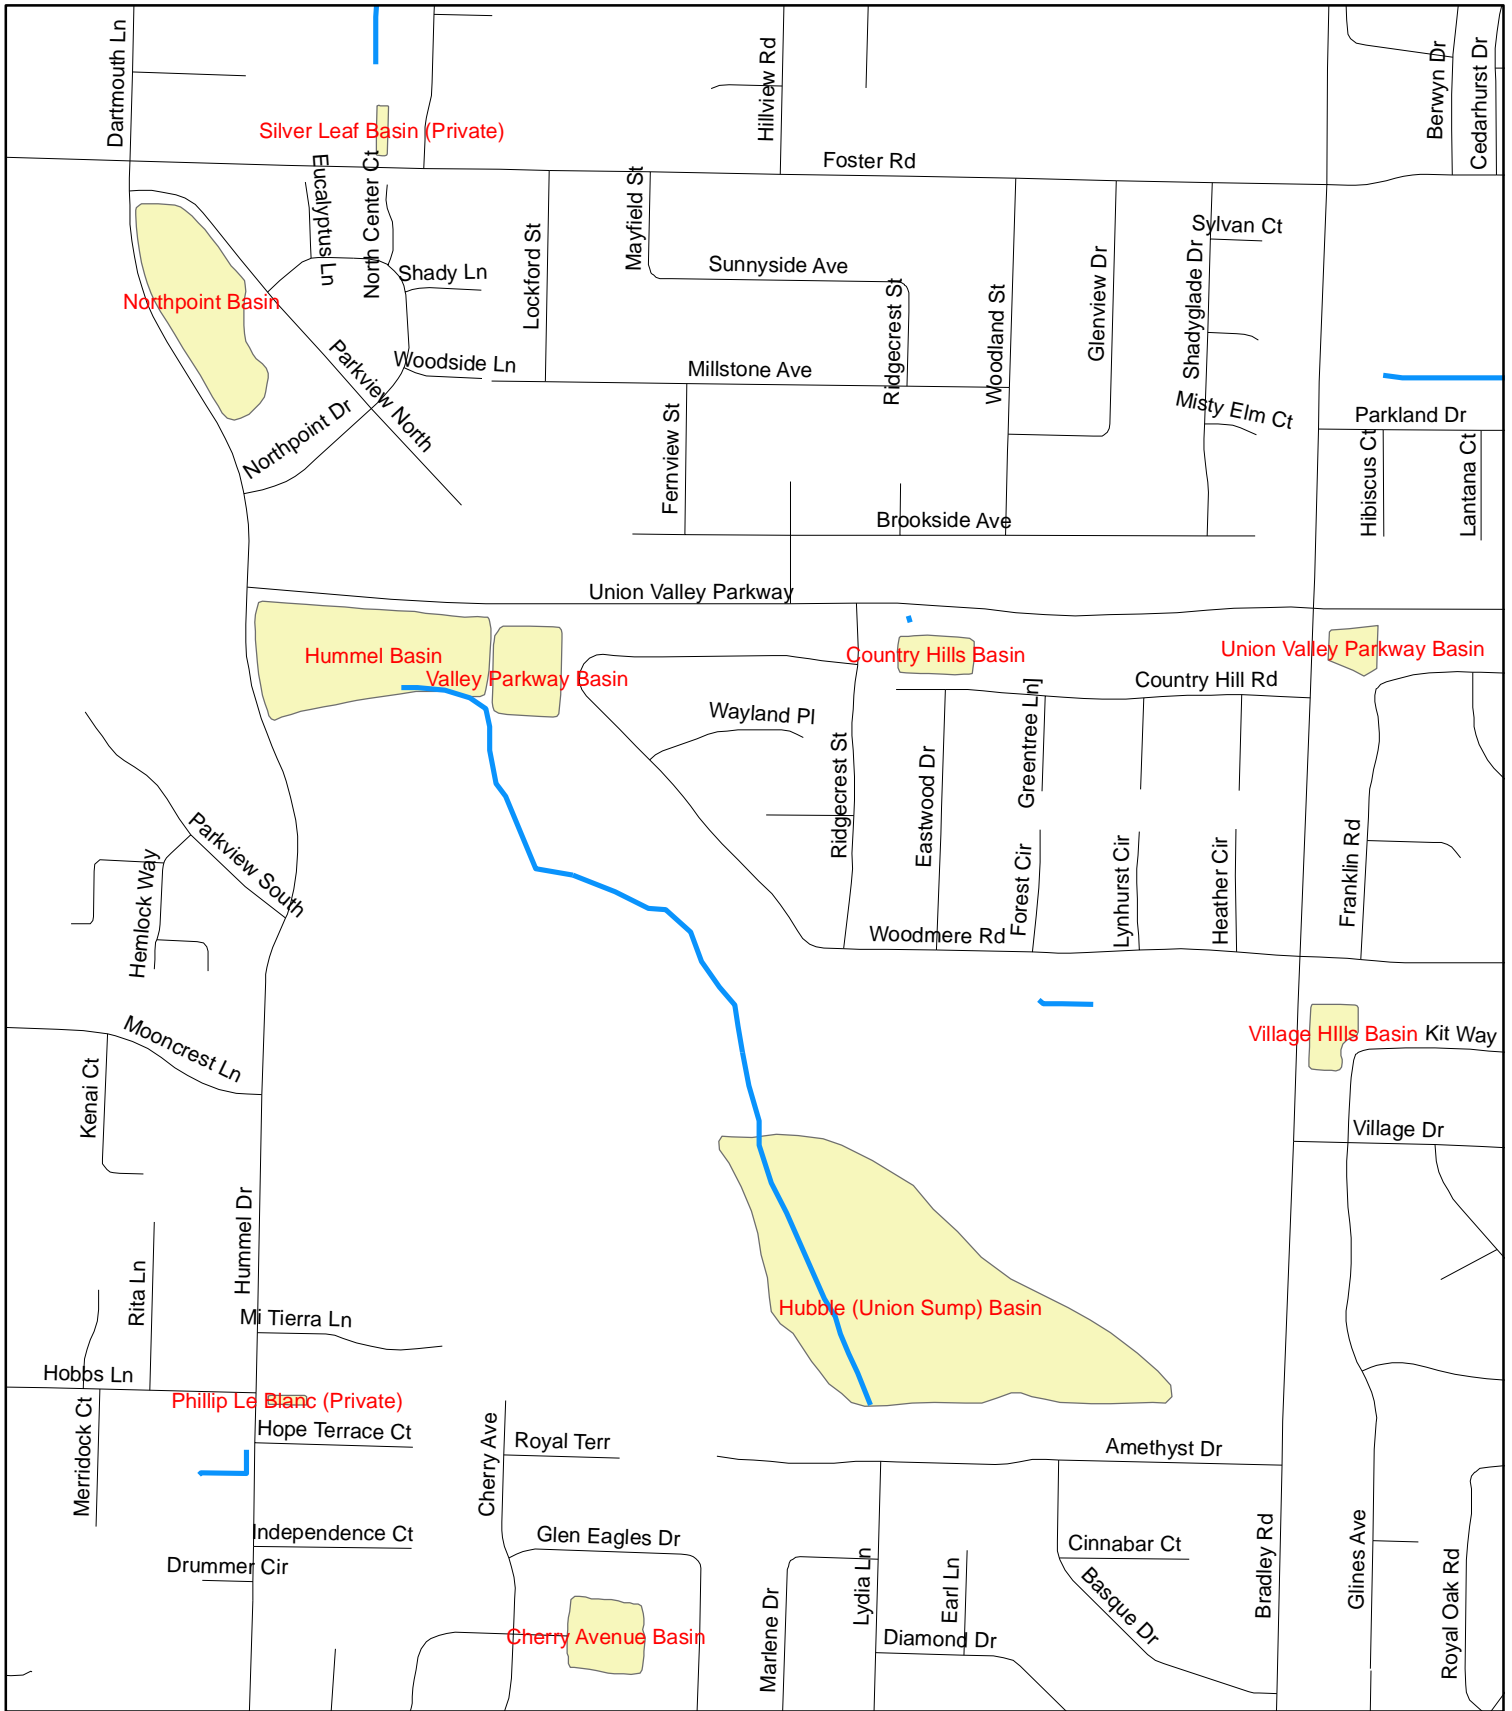 Dartmouth Ln
Hillview Rd
Berwyn Dr
Cedarhurst Dr
Silver Leaf Basin (Private)
Foster Rd
Eucalyptus Ln
North Center Ct
Mayfield St
Lockford St
Sylvan Ct
Shady Ln
Sunnyside Ave
Ridgecrest St
Woodland St
Glenview Dr
Shadyglade Dr
Northpoint Basin
Parkview North
Woodside Ln
Millstone Ave
Misty Elm Ct
Parkland Dr
Northpoint Dr
Fernview St
Hibiscus Ct
Lantana Ct
Brookside Ave
Union Valley Parkway
Hummel Basin
Valley Parkway Basin
Country Hills Basin
Union Valley Parkway Basin
Country Hill Rd
Wayland Pl
Greentree Ln]
Ridgecrest St
Eastwood Dr
Parkview South
Hemlock Way
Forest Cir
Lynhurst Cir
Heather Cir
Franklin Rd
Woodmere Rd
Mooncrest Ln
Village HIlls Basin
Kit Way
Kenai Ct
Village Dr
Hummel Dr
Rita Ln
Mi Tierra Ln
Hubble (Union Sump) Basin
Hobbs Ln
Phillip Le Blanc (Private)
Merridock Ct
Hope Terrace Ct
Cherry Ave
Royal Terr
Amethyst Dr
Independence Ct
Glen Eagles Dr
Drummer Cir
Cinnabar Ct
Lydia Ln
Earl Ln
Basque Dr
Bradley Rd
Glines Ave
Royal Oak Rd
Cherry Avenue Basin
Marlene Dr
Diamond Dr